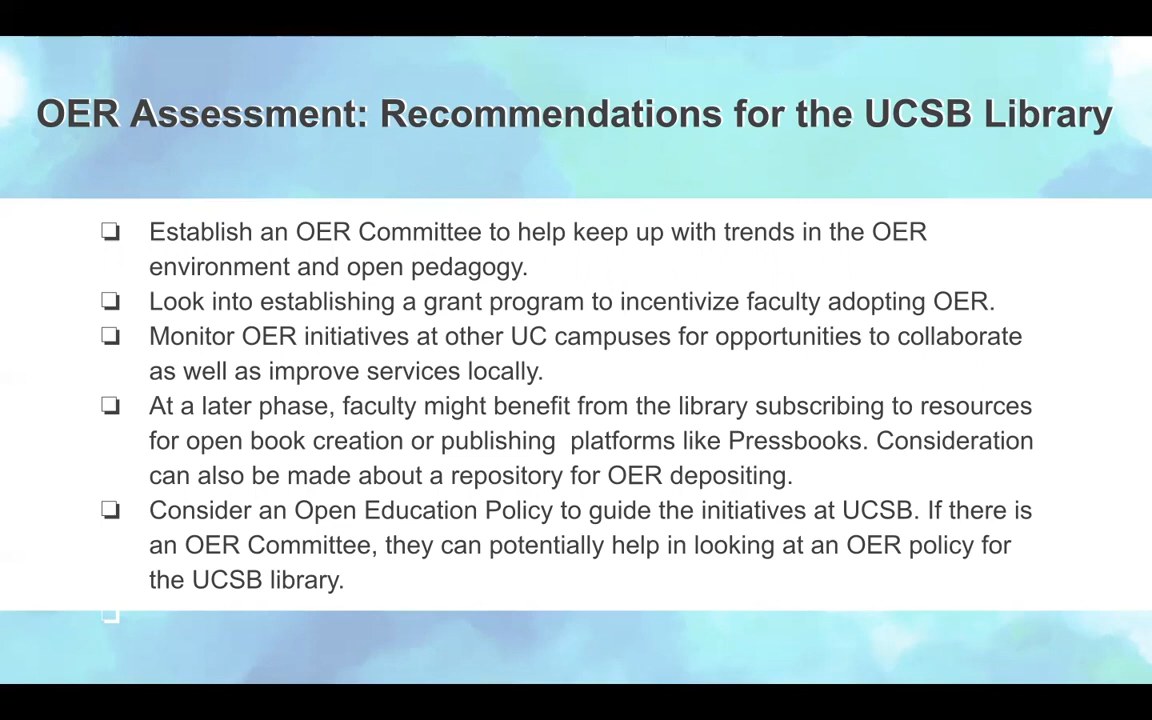 OER Assessment: Recommendations for the UCSB Library
❏ Establish an OER Committee to help keep up with trends in the OER
environment and open pedagogy.
❏ Look into establishing a grant program to incentivize faculty adopting OER.
❏ Monitor OER initiatives at other UC campuses for opportunities to collaborate
as well as improve services locally.
❏ At a later phase, faculty might benefit from the library subscribing to resources
for open book creation or publishing  platforms like Pressbooks. Consideration
can also be made about a repository for OER depositing.
❏ Consider an Open Education Policy to guide the initiatives at UCSB. If there is
an OER Committee, they can potentially help in looking at an OER policy for
the UCSB library.
❏